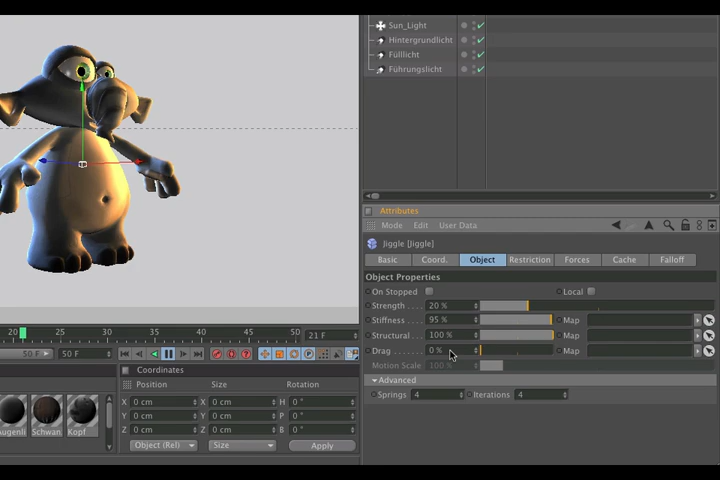 Sun_Light
Hintergrundlicht
Fülllicht
Führungslicht
Attributes
Mode Edit User Data
Jiggle [Jiggle]
Basic Coord. Object Restriction Forces Cache Falloff
Object Properties
On Stopped Local
Strength 20 %
Stiffness 95 % Map
Structural 100 % Map
Drag 0 % Map
Motion Scale 100 %
Advanced
Springs 4 Iterations 4
20 25 30 35 40 45 50 21 F
50 F 50 F
Coordinates
Position Size Rotation
X 0 cm X 0 cm H 0 °
Y 0 cm Y 0 cm P 0 °
Z 0 cm Z 0 cm B 0 °
Object (Rel) Size Apply
Augenli Schwan Kopf